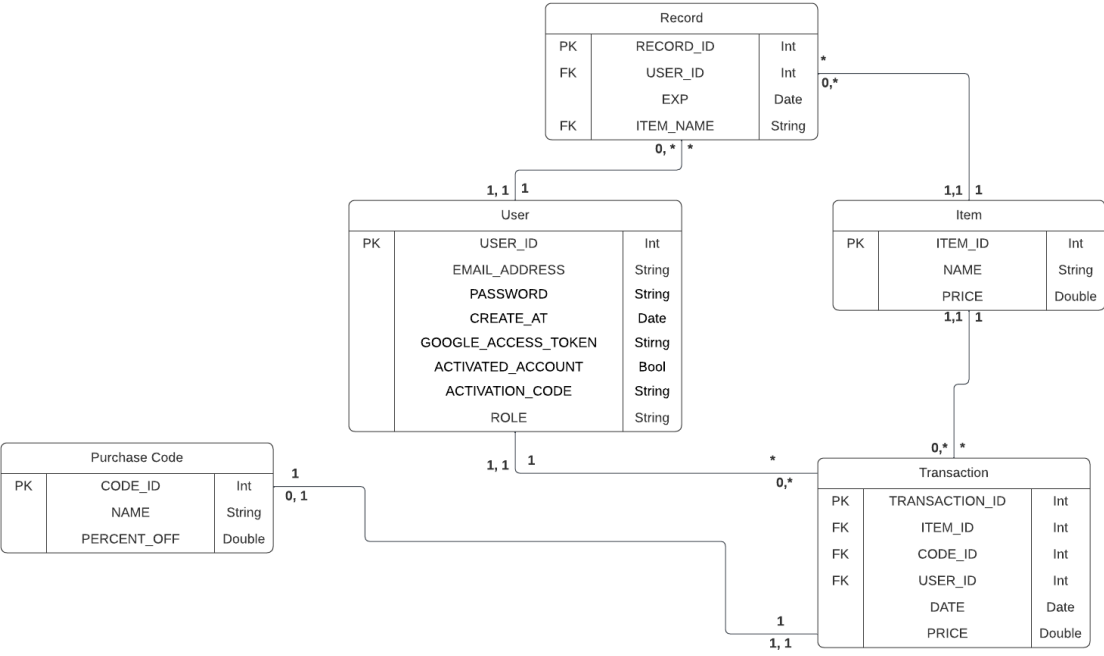 Record
PK RECORD_ID Int
FK USER_ID Int
EXP Date
FK ITEM_NAME String
*
0,*
0, * *
1, 1 1
1,1 1
User
PK USER_ID Int
EMAIL_ADDRESS String
PASSWORD String
CREATE_AT Date
GOOGLE_ACCESS_TOKEN Stirng
ACTIVATED_ACCOUNT Bool
ACTIVATION_CODE String
ROLE String
Item
PK ITEM_ID Int
NAME String
PRICE Double
1,1 1
0,* *
1, 1 1
*
0,*
Purchase Code
PK CODE_ID Int
NAME String
PERCENT_OFF Double
1
0, 1
Transaction
PK TRANSACTION_ID Int
FK ITEM_ID Int
FK CODE_ID Int
FK USER_ID Int
DATE Date
PRICE Double
1
1, 1